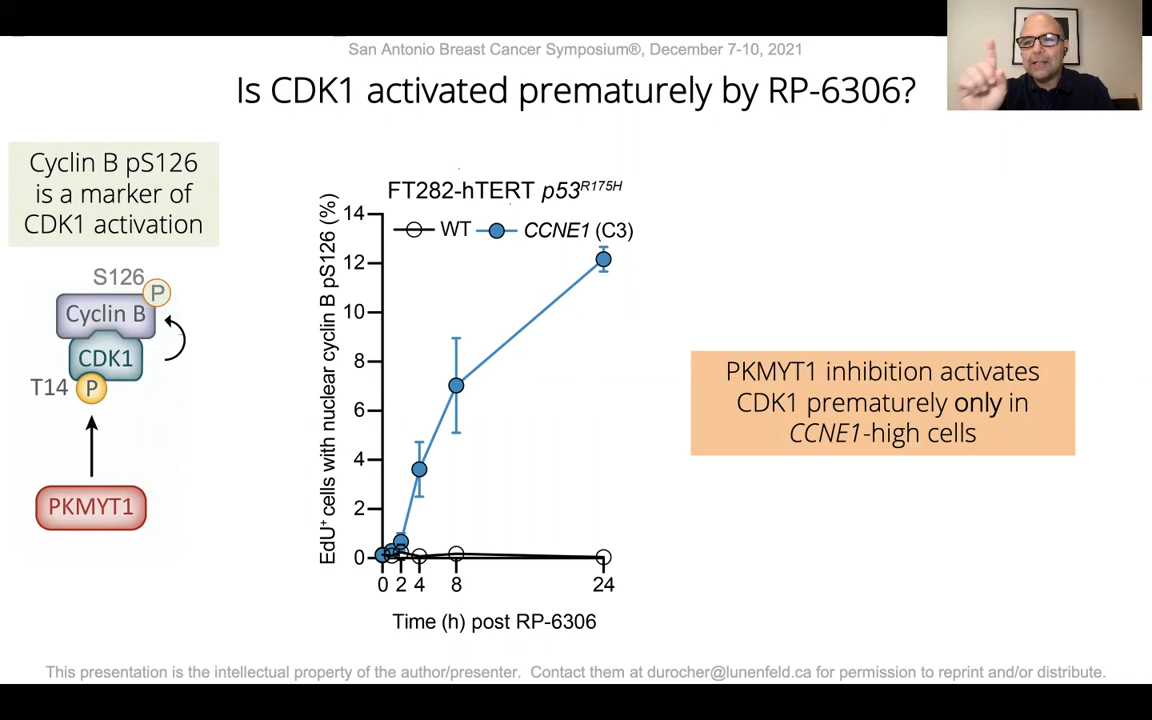 San Antonio Breast Cancer Symposium®, December 7-10, 2021
Is CDK1 activated prematurely by RP-6306?
Cyclin B pS126
is a marker of
CDK1 activation
S126
P
Cyclin B
CDK1
T14
P
PKMYT1
FT282-hTERT p53R175H
WT
CCNE1 (C3)
EdU+ cells with nuclear cyclin B pS126 (%)
14
12
10
8
6
4
2
0
0 2 4 8 24
Time (h) post RP-6306
PKMYT1 inhibition activates
CDK1 prematurely only in
CCNE1-high cells
This presentation is the intellectual property of the author/presenter. Contact them at durocher@lunenfeld.ca for permission to reprint and/or distribute.